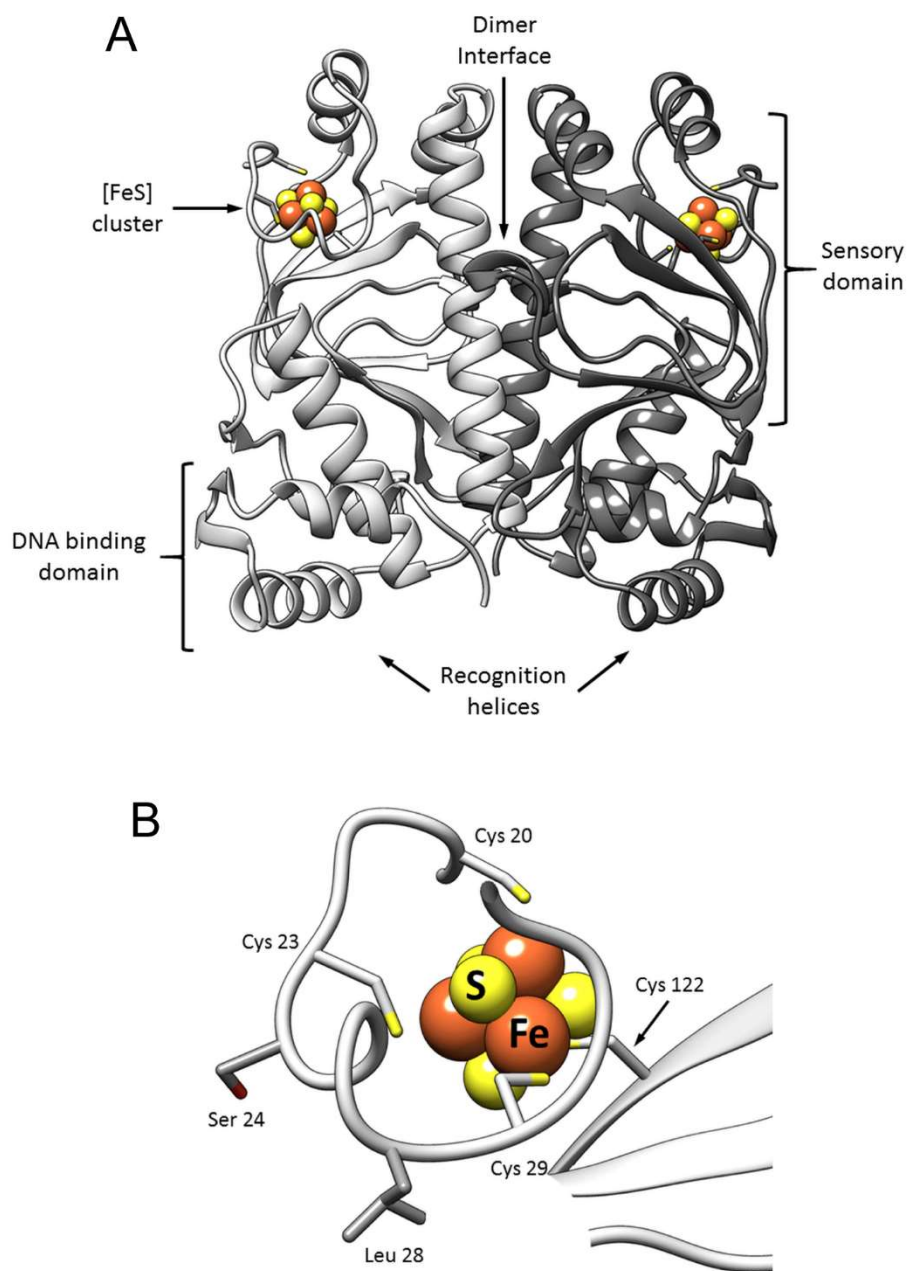 A
Dimer
Interface
[FeS]
cluster
Sensory
domain
DNA binding
domain
Recognition
helices
B
Cys 20
Cys 23
S
Cys 122
Fe
Ser 24
Cys 29
Leu 28